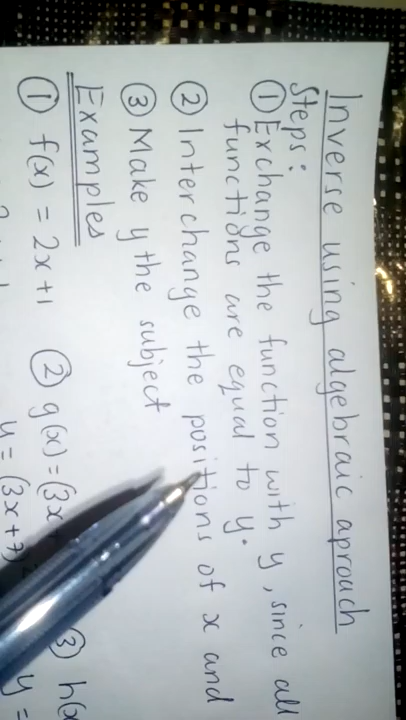 Inverse using algebraic aproach
Steps:
① Exchange the function with y, since all
functions are equal to y.
② Interchange the positions of x and
③ Make y the subject
Examples
① f(x) = 2x+1 ② g(x) = (3x ③ h(x
y = (3x+7) y =